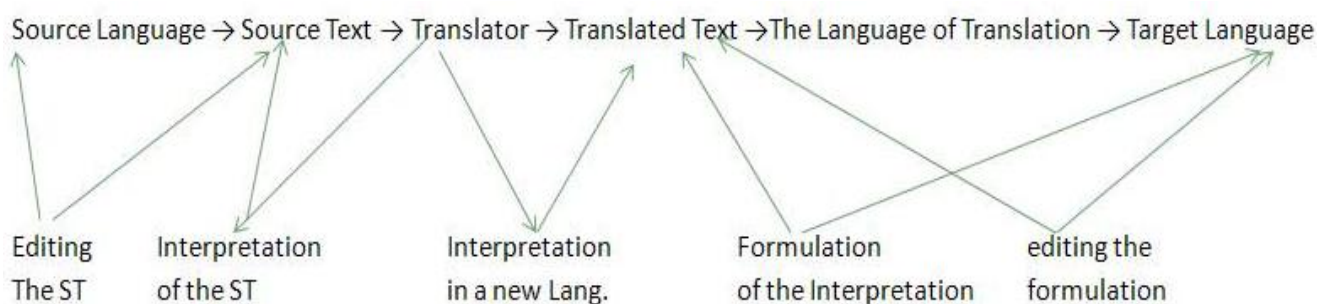 Source Language → Source Text → Translator → Translated Text →The Language of Translation → Target Language
Editing
The ST
Interpretation
of the ST
Interpretation
in a new Lang.
Formulation
of the Interpretation
editing the
formulation